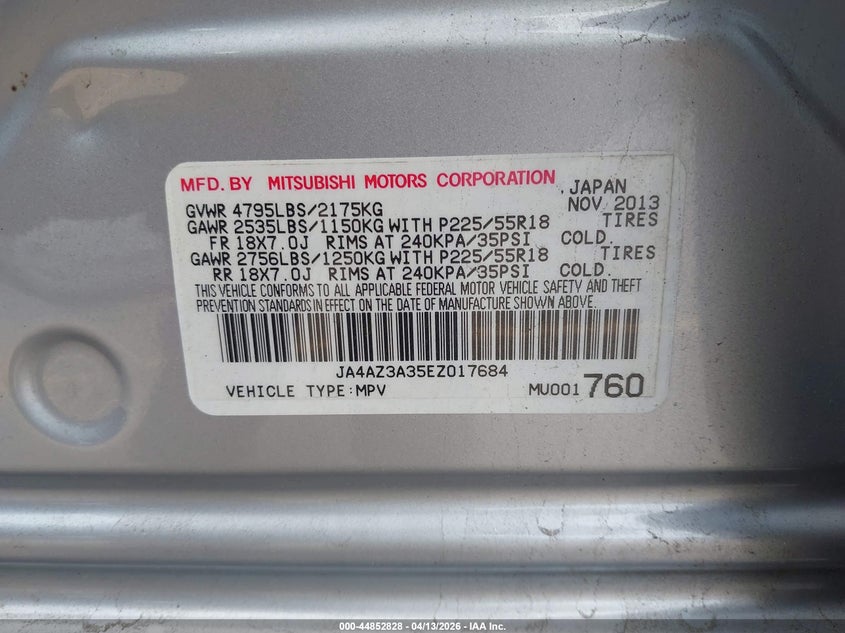 MFD. BY MITSUBISHI MOTORS CORPORATION JAPAN
GVWR 4795LBS/2175KG NOV 2013
GAWR 2535LBS/1150KG WITH P225/55R18 TIRES
FR 18X7.0J RIMS AT 240KPA/35PSI COLD.
GAWR 2756LBS/1250KG WITH P225/55R18 TIRES
RR 18X7.0J RIMS AT 240KPA/35PSI COLD.
THIS VEHICLE CONFORMS TO ALL APPLICABLE FEDERAL MOTOR VEHICLE SAFETY AND THEFT
PREVENTION STANDARDS IN EFFECT ON THE DATE OF MANUFACTURE SHOWN ABOVE.
JA4AZ3A35EZ017684
VEHICLE TYPE:MPV MU001 760
000-44852828 | 04/13/2026 | © IAA Inc.